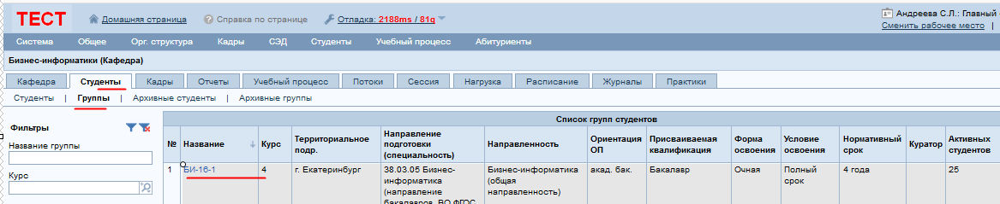 ТЕСТ
Домашняя страница Справка по странице Отладка: 2188ms / 81q
Андреева С.Л.: Главный
Сменить рабочее место |
Система Общее Орг. структура Кадры СЭД Студенты Учебный процесс Абитуриенты
Бизнес-информатики (Кафедра)
Кафедра Студенты Кадры Отчеты Учебный процесс Потоки Сессия Нагрузка Расписание Журналы Практики
Студенты | Группы | Архивные студенты | Архивные группы
Фильтры
Название группы
Курс
Список групп студентов
№ Название Курс Территориальное подр. Направление подготовки (специальность) Направленность Ориентация ОП Присваиваемая квалификация Форма освоения Условие освоения Нормативный срок Куратор Активных студентов
1 БИ-16-1 4 г. Екатеринбург 38.03.05 Бизнес-информатика (направление бакалавров, ВО ФГОС Бизнес-информатика (общая направленность) акад. бак. Бакалавр Очная Полный срок 4 года 25